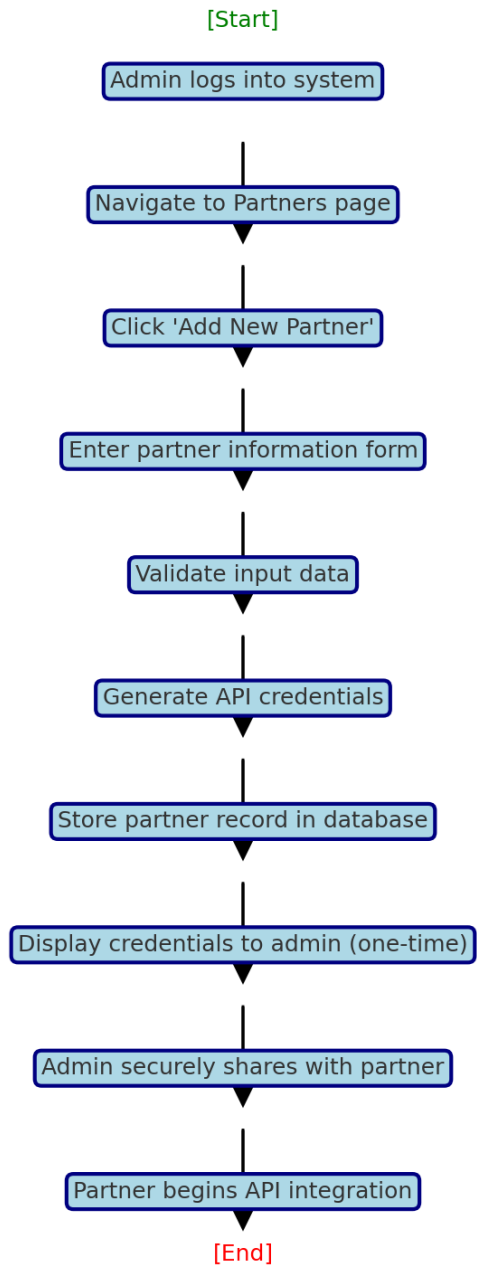 [Start]
Admin logs into system
Navigate to Partners page
Click 'Add New Partner'
Enter partner information form
Validate input data
Generate API credentials
Store partner record in database
Display credentials to admin (one-time)
Admin securely shares with partner
Partner begins API integration
[End]